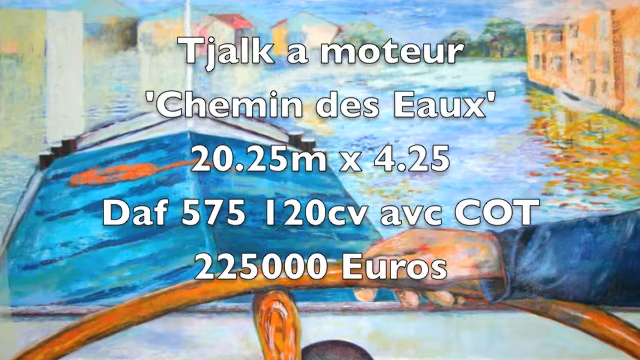 Tjalk a moteur
'Chemin des Eaux'
20.25m x 4.25
Daf 575 120cv avc COT
225000 Euros